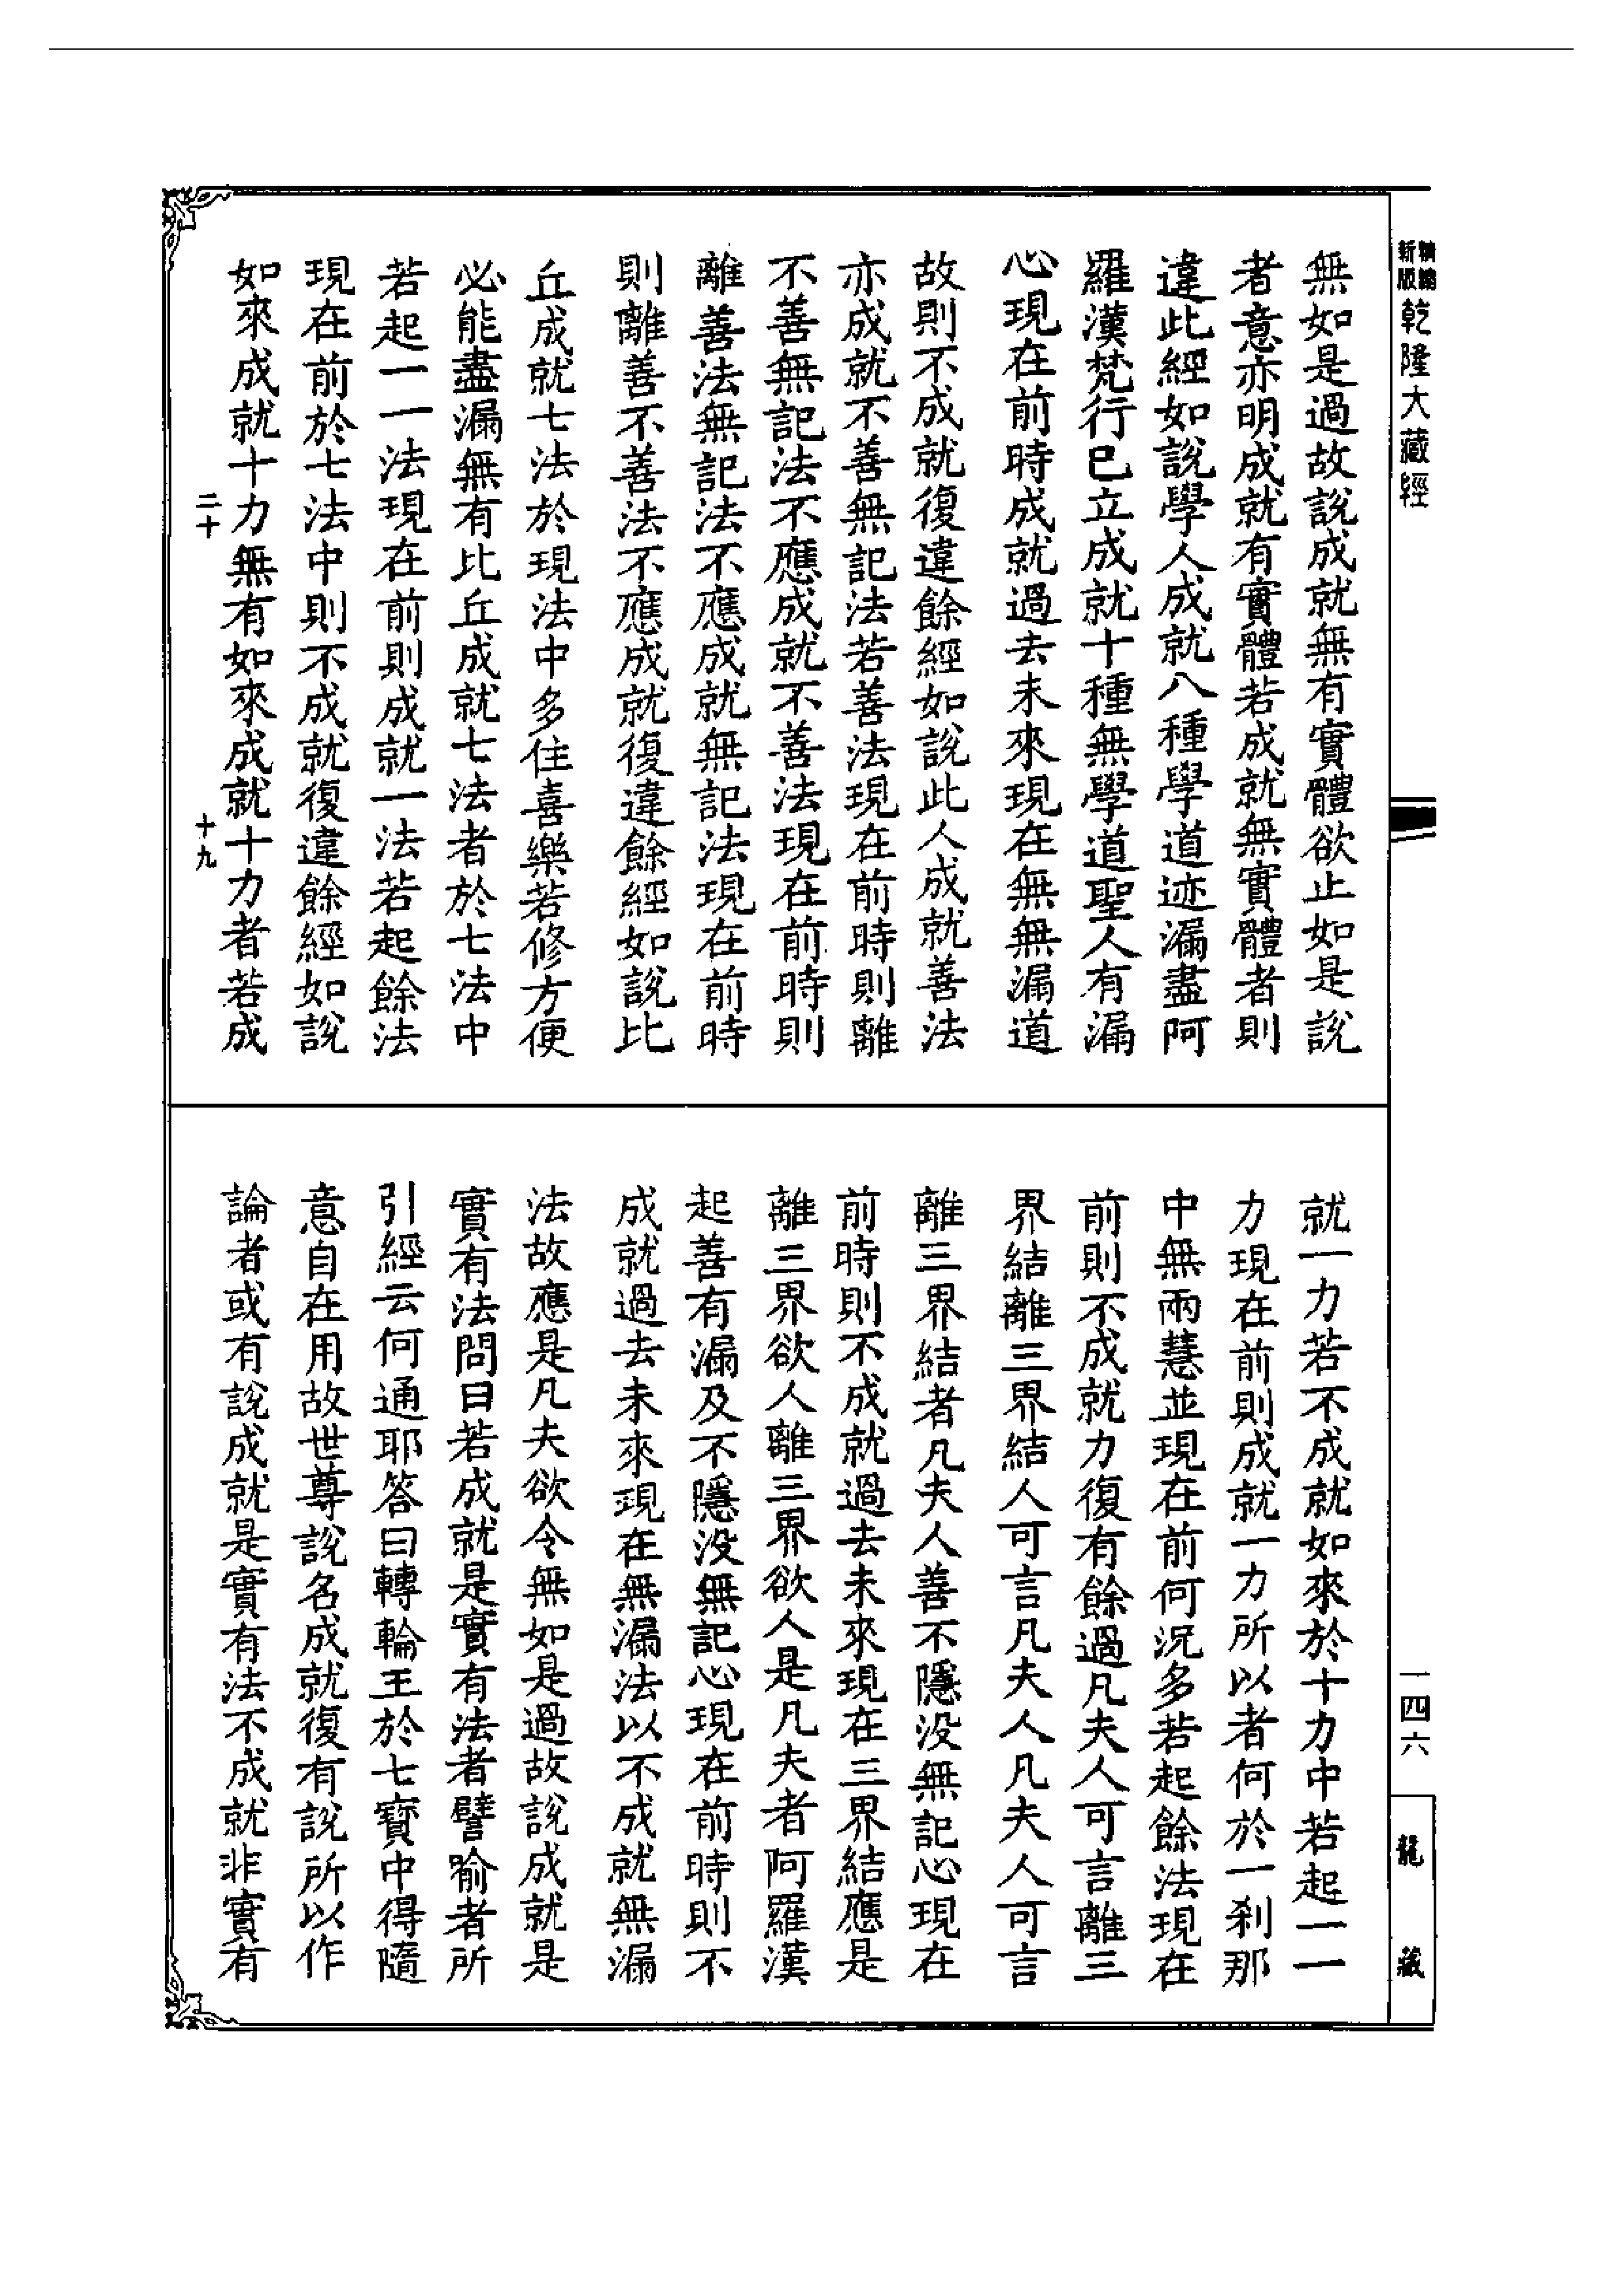 精縮
新版
乾隆大藏經
無如是過故說成就無有實體欲止如是說
者意亦明成就有實體若成就無實體者則
違此經如說學人成就八種學道迹漏盡阿
羅漢梵行已立成就十種無學道聖人有漏
心現在前時成就過去未來現在無無漏道
故則不成就復違餘經如說此人成就善法
亦成就不善無記法若善法現在前時則離
不善無記法不應成就不善法現在前時則
離善法無記法不應成就無記法現在前時
則離善不善法不應成就復違餘經如說比
丘成就七法於現法中多住喜樂若修方便
必能盡漏無有比丘成就七法者於七法中
若起一一法現在前則成就一法若起餘法
現在前於七法中則不成就復違餘經如說
如來成就十力無有如來成就十力者若成
二十
十九
就一力若不成就如來於十力中若起一一
力現在前則成就一力所以者何於一剎那
中無兩慧並現在前何況多若起餘法現在
前則不成就力復有餘過凡夫人可言離三
界結離三界結人可言凡夫人凡夫人可言
離三界結者凡夫人善不隱没無記心現在
前時則不成就過去未來現在三界結應是
離三界欲人離三界欲人是凡夫者阿羅漢
起善有漏及不隱没無記心現在前時則不
成就過去未來現在無漏法以不成就無漏
法故應是凡夫欲令無如是過故說成就是
實有法問曰若成就是實有法者譬喻者所
引經云何通耶答曰轉輪王於七寶中得隨
意自在用故世尊說名成就復有說所以作
論者或有說成就是實有法不成就非實有
一四六
龍藏